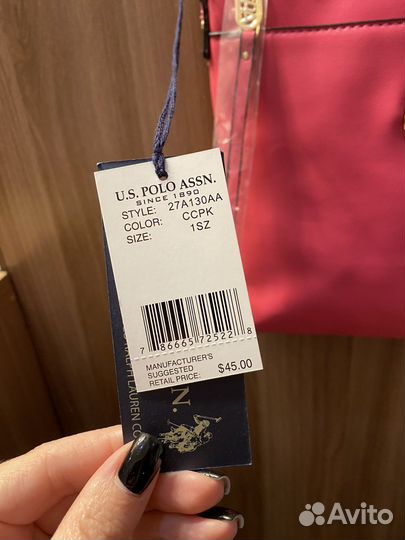 U.S. POLO ASSN.
SINCE 1890
STYLE: 27A130AA
COLOR: CCPK
SIZE: 1SZ
7 86665 72522 8
MANUFACTURER'S
SUGGESTED
RETAIL PRICE: $45.00
LAUREN
N.
Avito